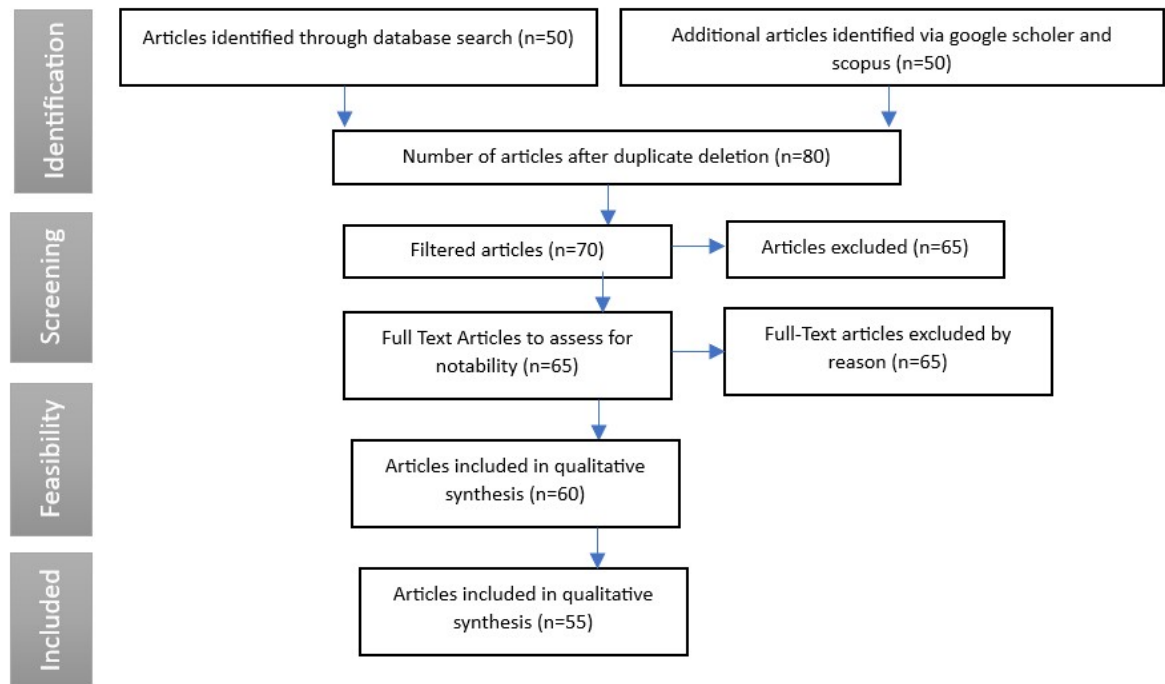 Identification
Articles identified through database search (n=50)
Additional articles identified via google scholer and
scopus (n=50)
Number of articles after duplicate deletion (n=80)
Screening
Filtered articles (n=70)
Articles excluded (n=65)
Full Text Articles to assess for
notability (n=65)
Full-Text articles excluded by
reason (n=65)
Feasibility
Articles included in qualitative
synthesis (n=60)
Included
Articles included in qualitative
synthesis (n=55)